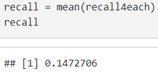 recall = mean(recall4each)
recall
## [1] 0.1472706